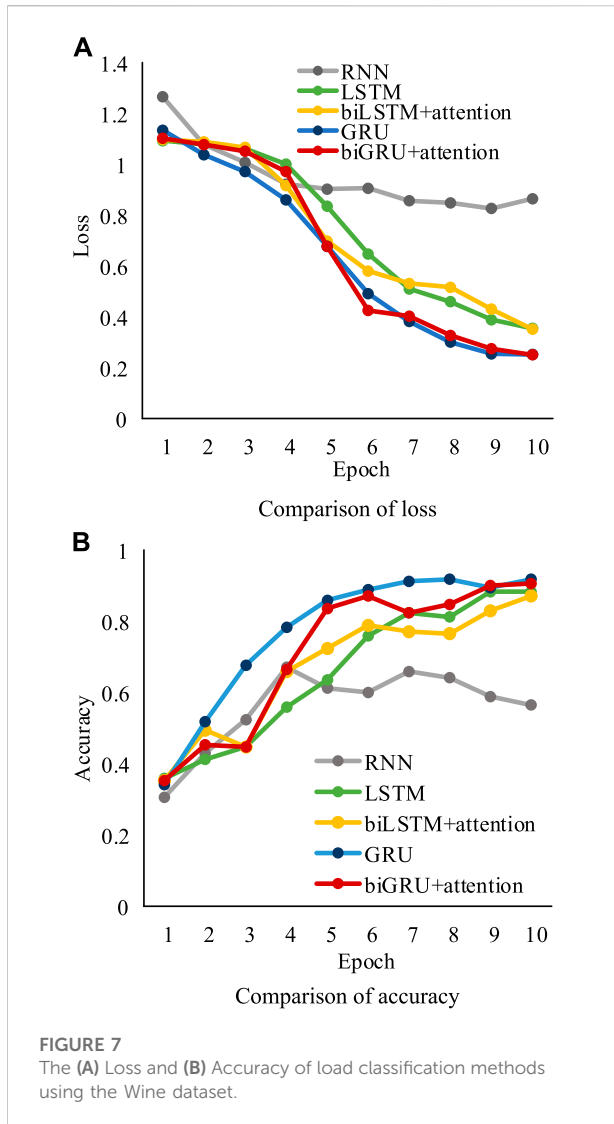 A
1.4
1.2
1
0.8
0.6
0.4
0.2
0
Loss
RNN
LSTM
biLSTM+attention
GRU
biGRU+attention
1 2 3 4 5 6 7 8 9 10
Epoch
Comparison of loss
B
1
0.8
0.6
0.4
0.2
0
Accuracy
RNN
LSTM
biLSTM+attention
GRU
biGRU+attention
1 2 3 4 5 6 7 8 9 10
Epoch
Comparison of accuracy
FIGURE 7
The (A) Loss and (B) Accuracy of load classification methods
using the Wine dataset.